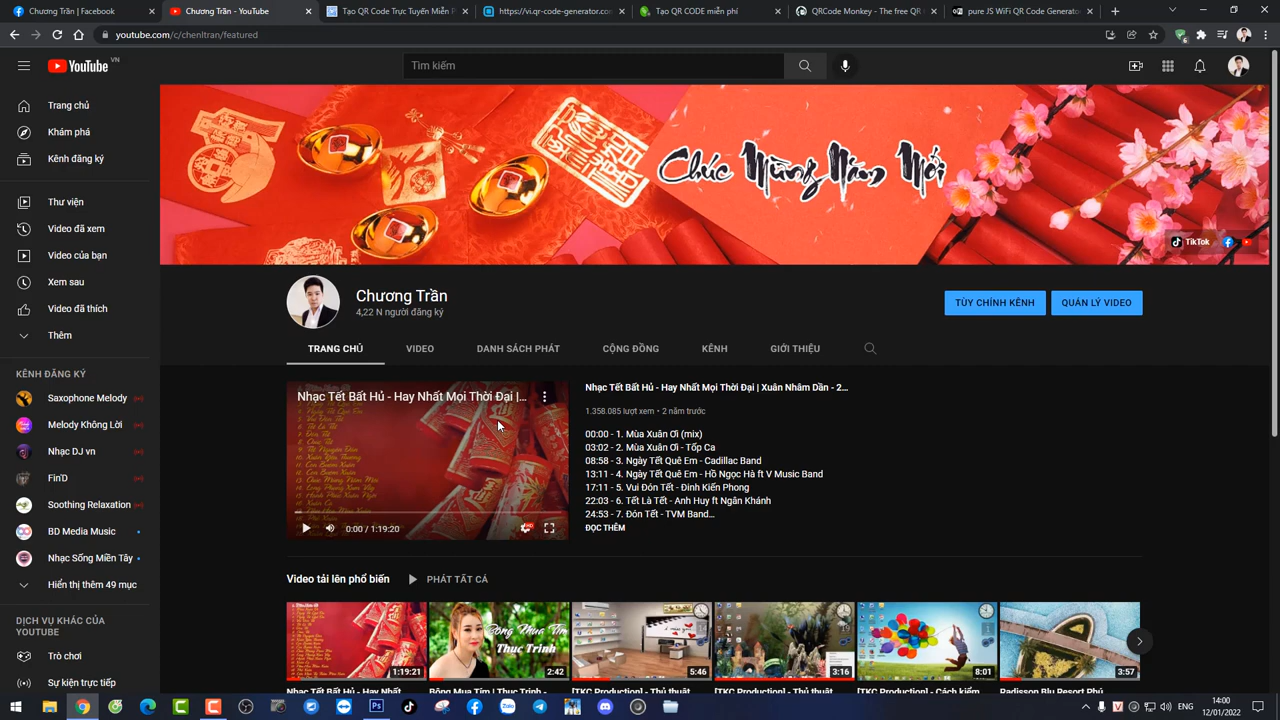 (3) Facebook
Chương Trần - YouTube
Tạo QR Code Trực Tuyến Miễn P
https://vi.qr-code-generator.con
Tạo QR CODE miễn phí
QRCode Monkey - The free QR
pure JS WiFi QR Code Generato
youtube.com/c/chenltran/featured
YouTube VN
Tìm kiếm
Trang chủ
Khám phá
Kênh đăng ký
Thư viện
Video đã xem
Video của bạn
Xem sau
Video đã thích
Thêm
KÊNH ĐĂNG KÝ
Saxophone Melody
Melody Không Lời
Nhạc DJ vn
Fin'D
Soothing Relaxation
BD Media Music
Nhạc Sống Miền Tây
Hiển thị thêm 49 mục
DỊCH VỤ KHÁC CỦA
YOUTUBE
Trò chơi
Sự kiện trực tiếp
Chúc Mừng Năm Mới
TikTok
Chương Trần
4,22 N người đăng ký
TÙY CHỈNH KÊNH
QUẢN LÝ VIDEO
TRANG CHỦ
VIDEO
DANH SÁCH PHÁT
CỘNG ĐỒNG
KÊNH
GIỚI THIỆU
Nhạc Tết Bất Hủ - Hay Nhất Mọi Thời Đại |...
0:00 / 1:19:20
HD
Nhạc Tết Bất Hủ - Hay Nhất Mọi Thời Đại | Xuân Nhâm Dần - 2...
1.358.085 lượt xem • 2 năm trước
00:00 - 1. Mùa Xuân Ơi (mix)
03:02 - 2. Mùa Xuân Ơi - Tốp Ca
08:58 - 3. Ngày Tết Quê Em - Cadillac Band
13:11 - 4. Ngày Tết Quê Em - Hồ Ngọc Hà ft V Music Band
17:11 - 5. Vui Đón Tết - Đinh Kiến Phong
22:03 - 6. Tết Là Tết - Anh Huy ft Ngân Khánh
24:53 - 7. Đón Tết - TVM Band...
ĐỌC THÊM
Video tải lên phổ biến
PHÁT TẤT CẢ
1:19:21
Bông Mua Tím
Thục Trinh
2:42
5:46
3:16
8:01
3:57
Nhạc Tết Bất Hủ - Hay Nhất
Bông Mua Tím | Thục Trinh -
[TKC Production] - Thủ thuật
[TKC Production] - Thủ thuật
[TKC Production] - Cách kiếm
Radisson Blu Resort Phú
ENG
14:00
12/01/2022